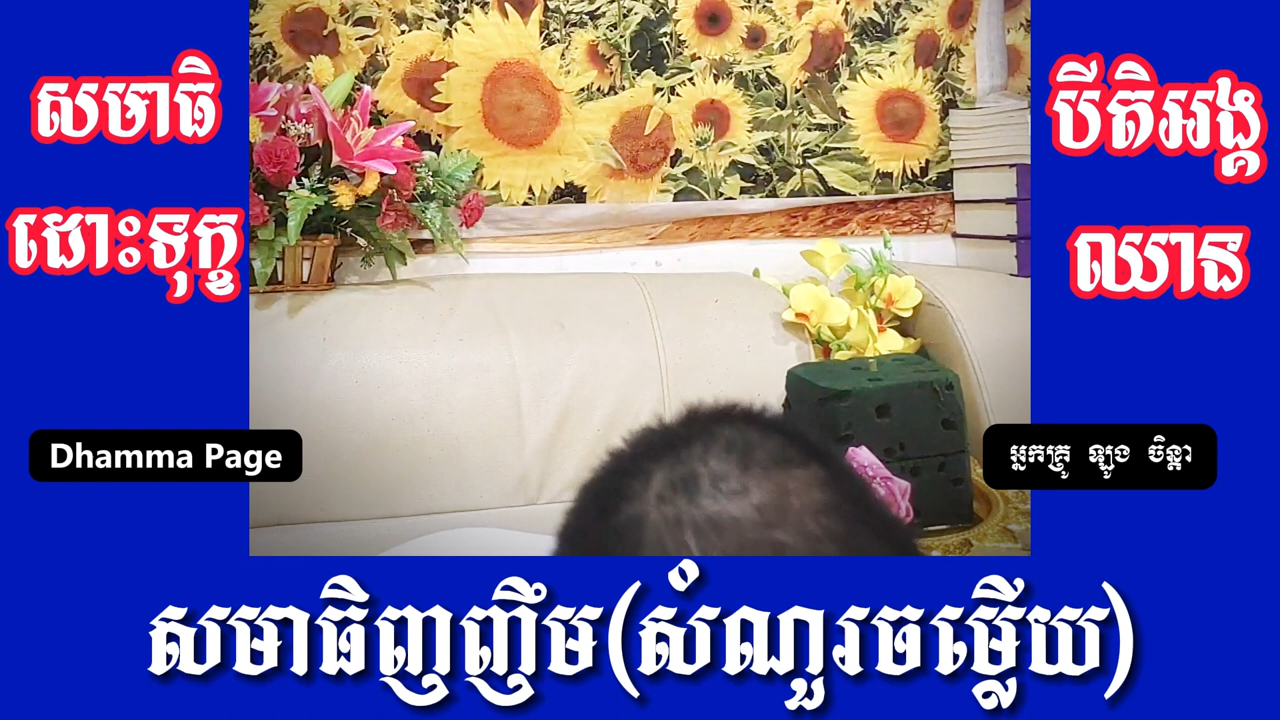 សមាធិ
ដោះទុក្ខ
បីតិអង្គ
ឈាន
Dhamma Page
អ្នកគ្រូ ឡុង ចិន្តា
សមាធិញញឹម(សំណួរចម្លើយ)